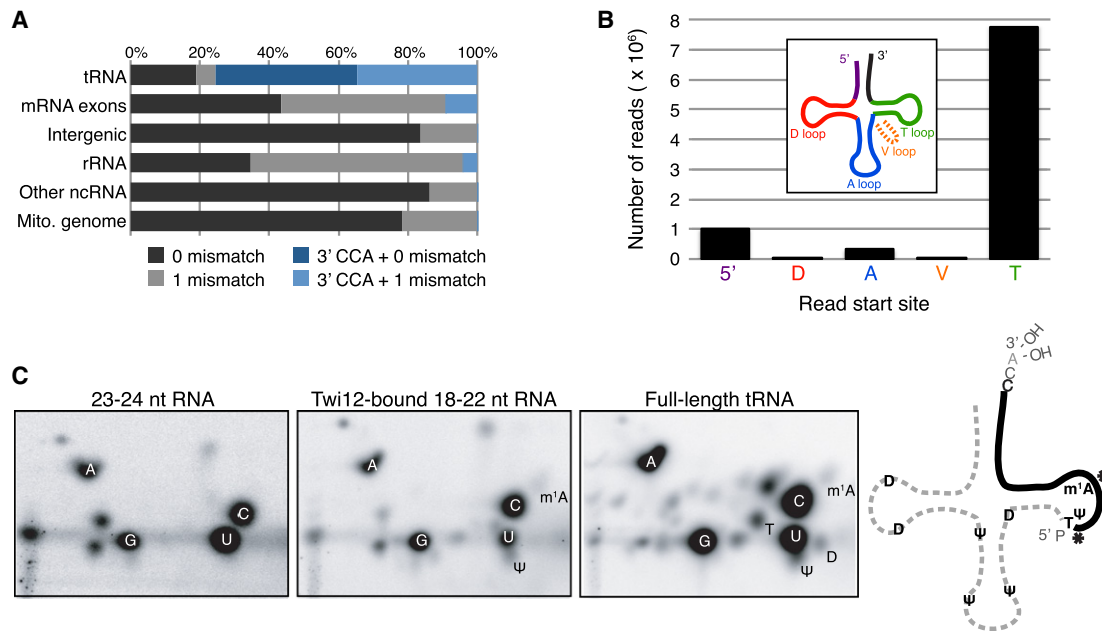 A
0% 20% 40% 60% 80% 100%
tRNA
mRNA exons
Intergenic
rRNA
Other ncRNA
Mito. genome
0 mismatch
3’ CCA + 0 mismatch
1 mismatch
3’ CCA + 1 mismatch
B
Number of reads ( x 10⁶)
8
7
6
5
4
3
2
1
0
5’ 3’
D loop
T loop
V loop
A loop
5’ D A V T
Read start site
C
23-24 nt RNA
A
C
G
U
Twi12-bound 18-22 nt RNA
A
m¹A
C
G
U
Ψ
Full-length tRNA
A
m¹A
C
T
G
U
D
Ψ
3’ -OH
A -OH
C
C
D
m¹A
*
D
Ψ
T
D
Ψ
5’ P
*
Ψ
Ψ